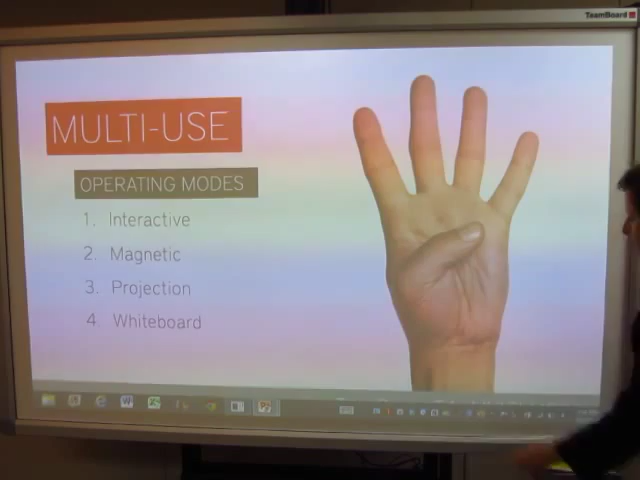 TeamBoard
MULTI-USE
OPERATING MODES
1. Interactive
2. Magnetic
3. Projection
4. Whiteboard